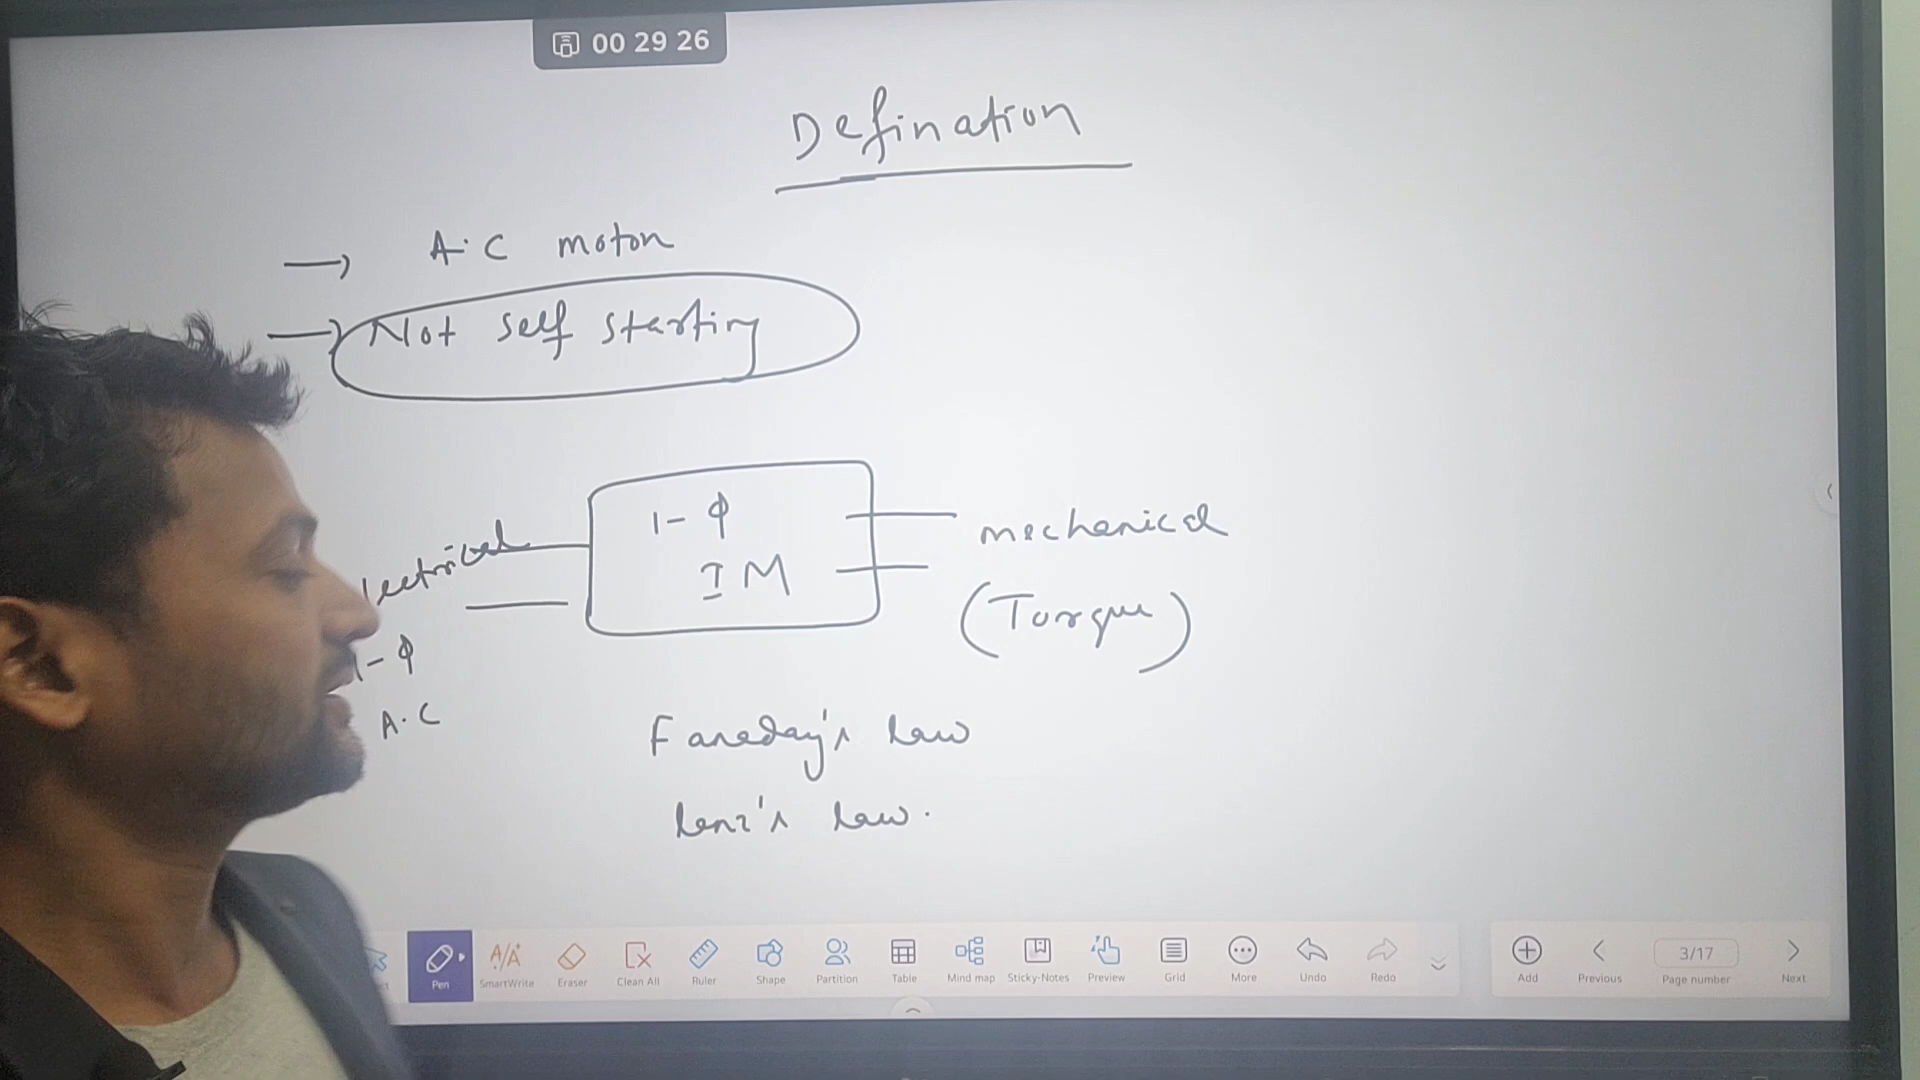 00 29 26
Defination
→ A.C motor
→ Not self starting
1-φ
IM
lectrical
1-φ
A.C
mechanical
(Torque)
Faraday's law
lenz's law.
Pen
SmartWrite
Eraser
Clean All
Ruler
Shape
Partition
Table
Mind map
Sticky-Notes
Preview
Grid
More
Undo
Redo
Add
Previous
3/17
Page number
Next